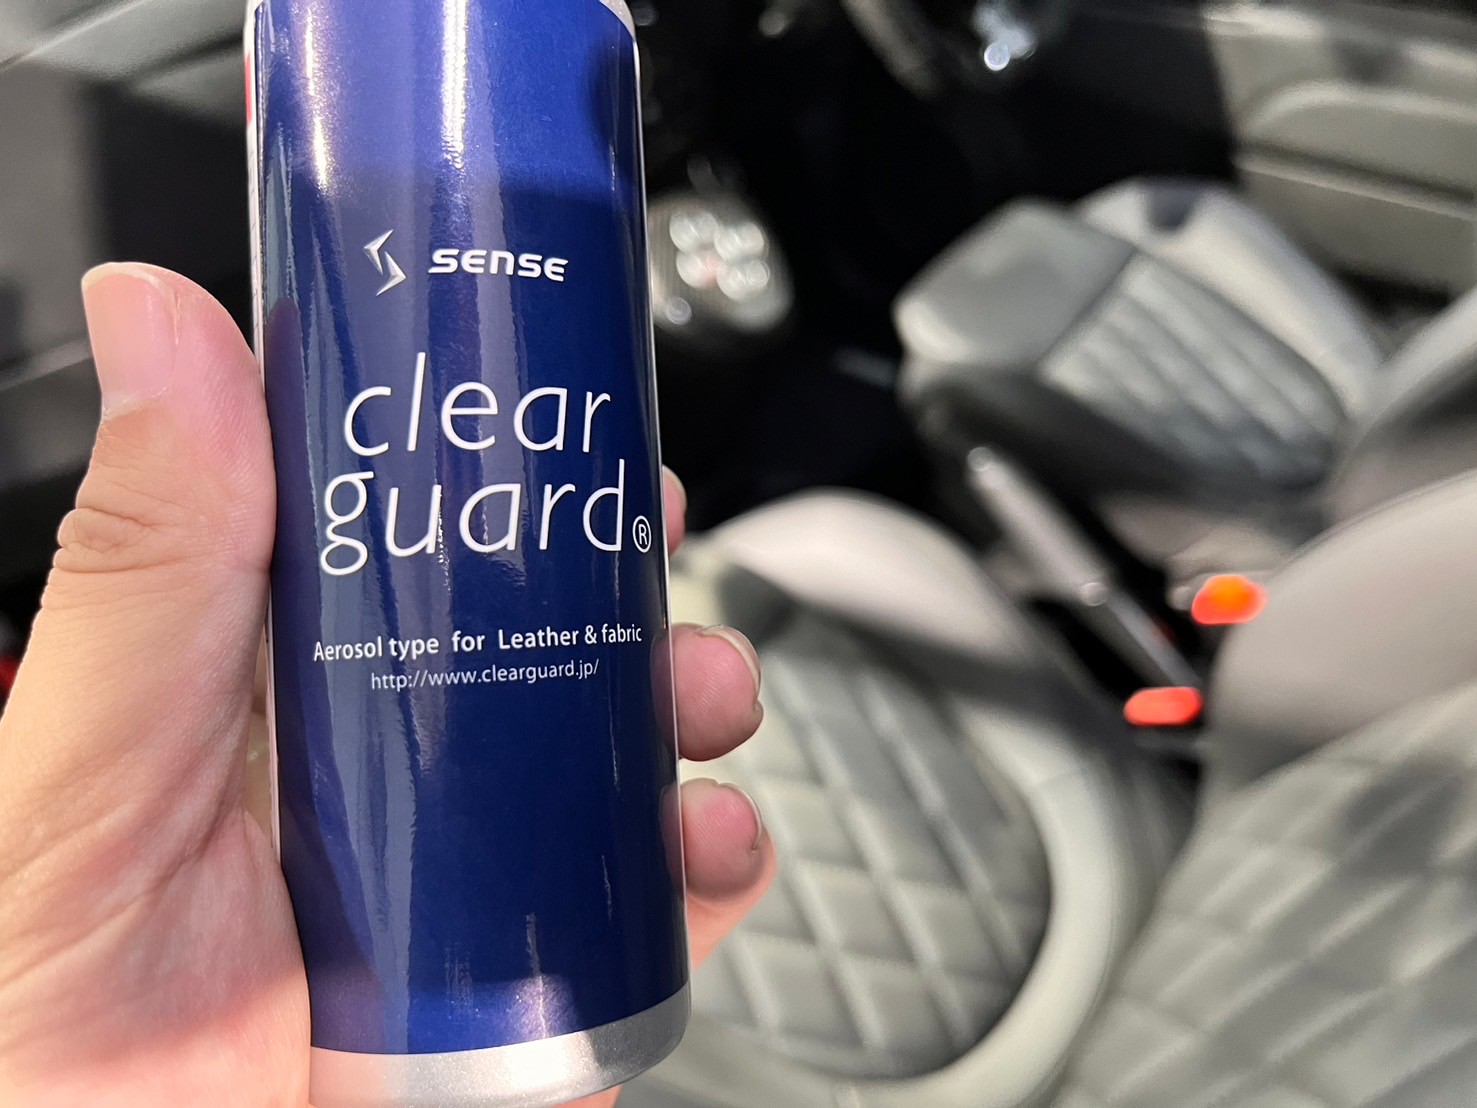 SENSE
clear
guard®
Aerosol type for Leather & fabric
http://www.clearguard.jp/